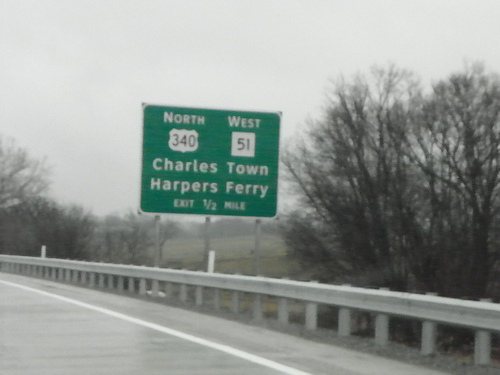 NORTH WEST
340 51
Charles Town
Harpers Ferry
EXIT 1/2 MILE